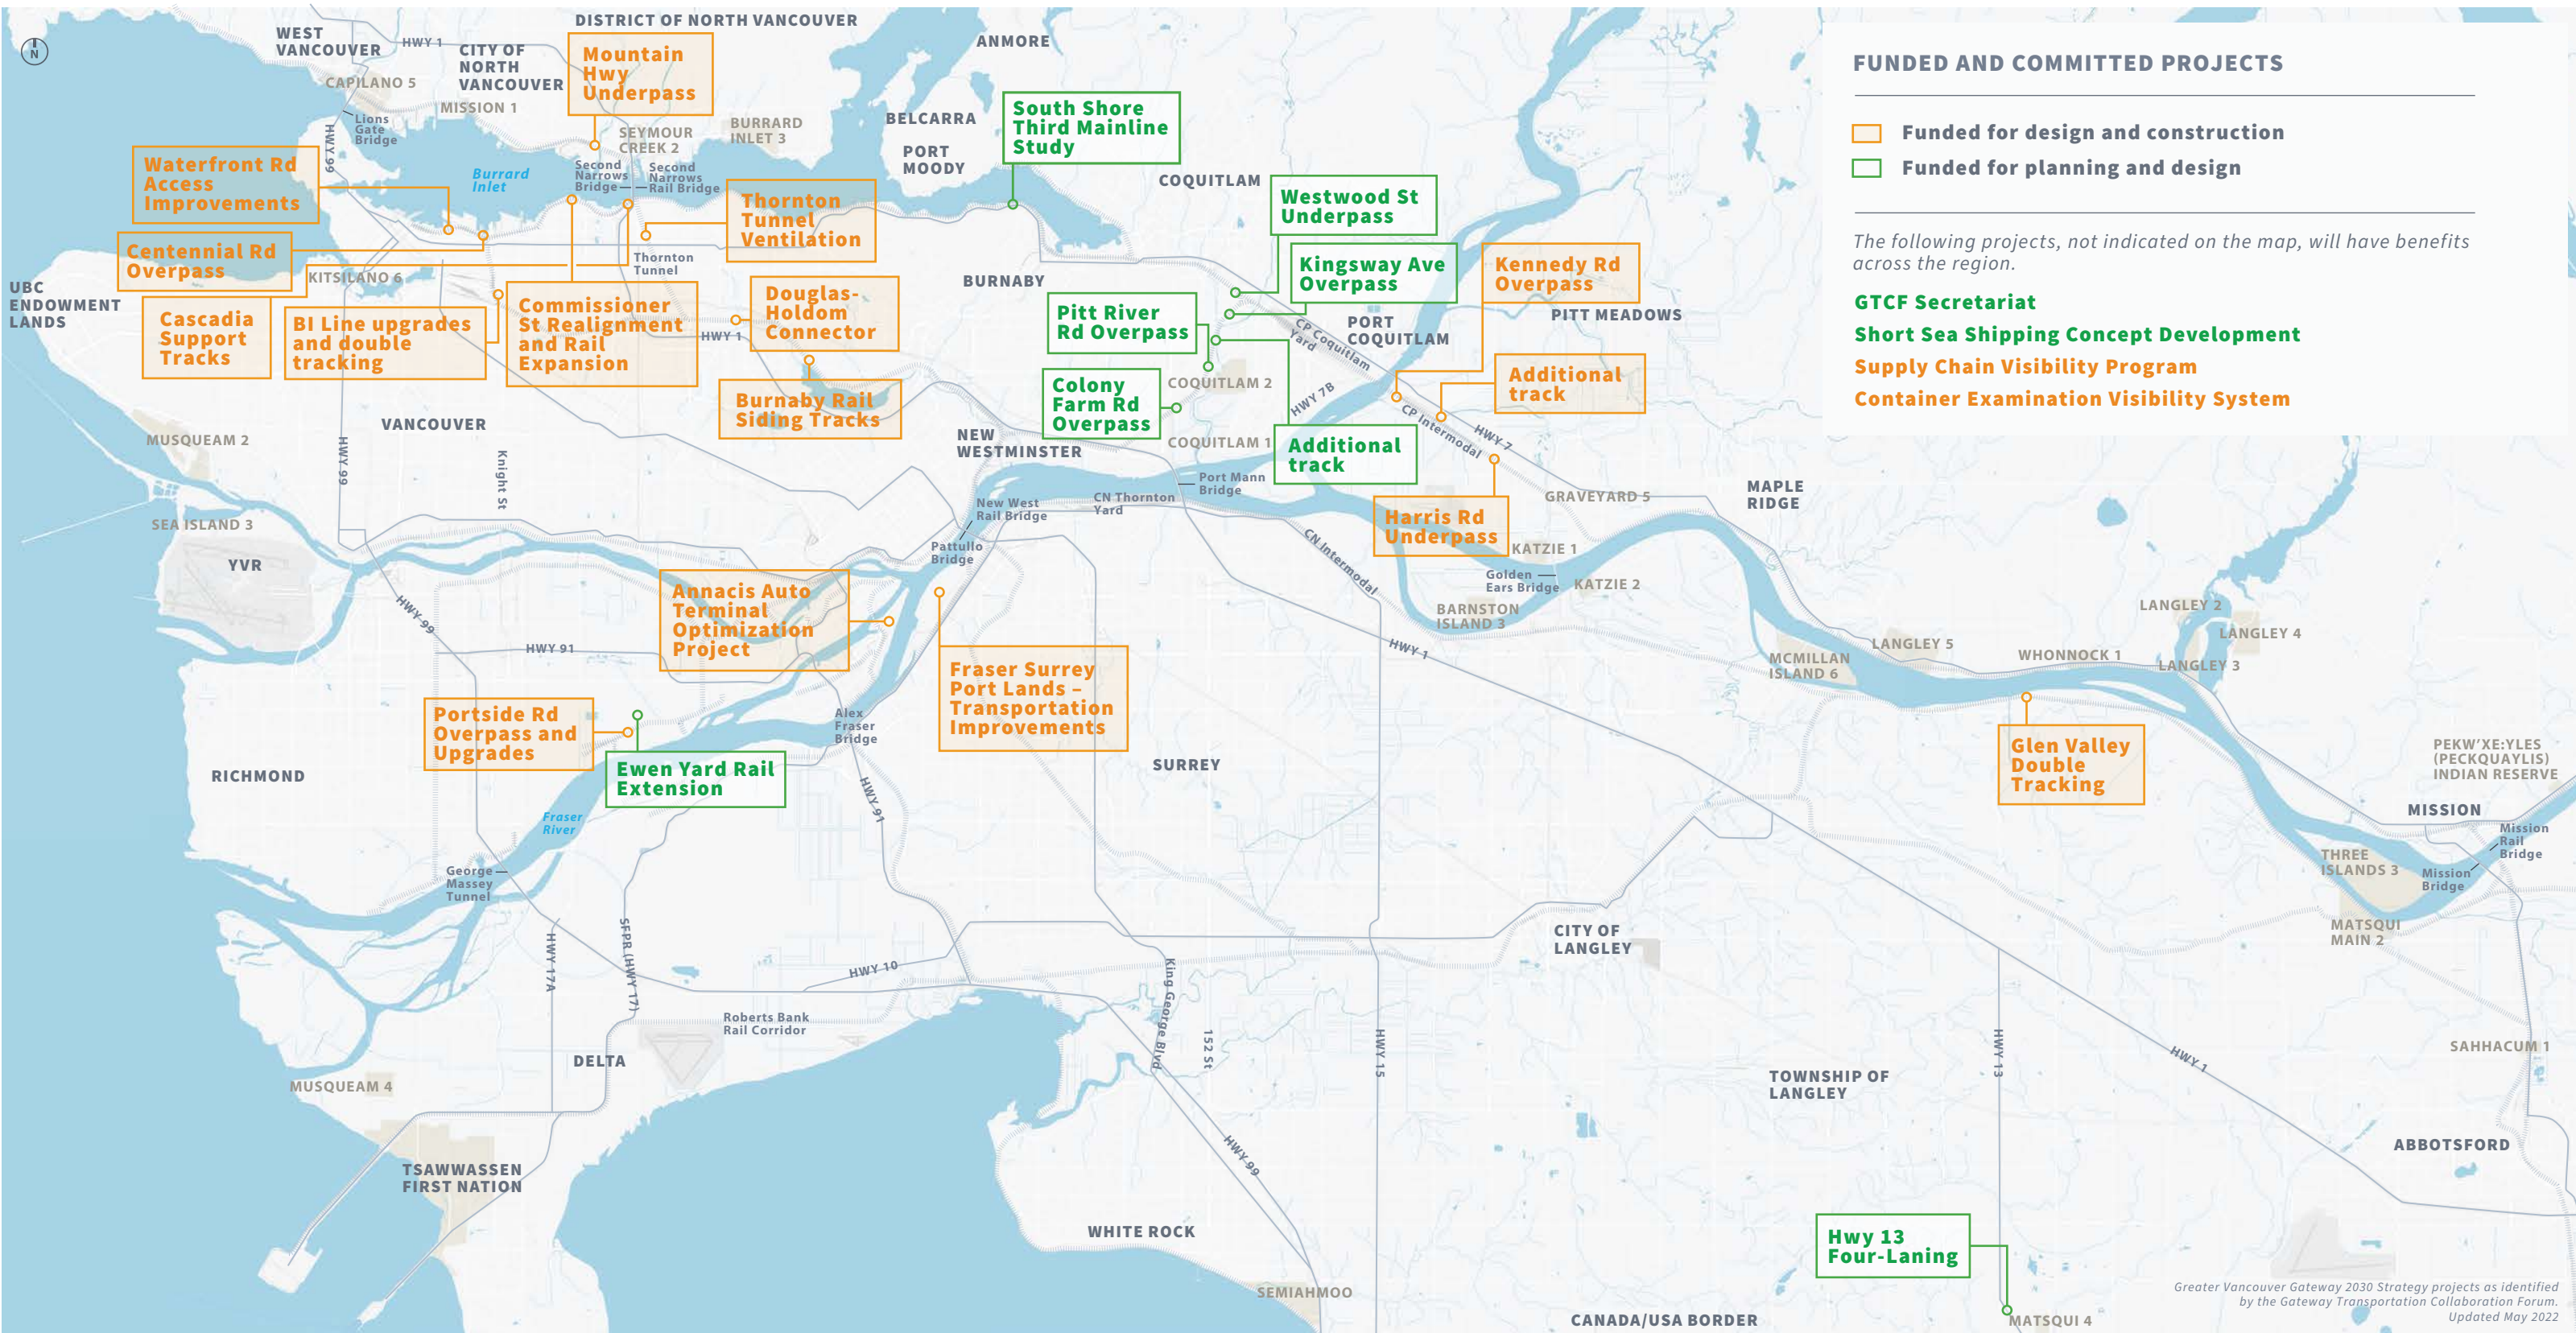 DISTRICT OF NORTH VANCOUVER
WEST
VANCOUVER
HWY 1
CITY OF
NORTH
VANCOUVER
ANMORE
N
Mountain
Hwy
Underpass
CAPILANO 5
MISSION 1
Lions
Gate
Bridge
HWY 99
SEYMOUR
CREEK 2
BURRARD
INLET 3
BELCARRA
PORT
MOODY
South Shore
Third Mainline
Study
COQUITLAM
Waterfront Rd
Access
Improvements
Burrard
Inlet
Second
Narrows
Bridge
Second
Narrows
Rail Bridge
Thornton
Tunnel
Ventilation
Westwood St
Underpass
Centennial Rd
Overpass
KITSILANO 6
Thornton
Tunnel
BURNABY
Kingsway Ave
Overpass
Kennedy Rd
Overpass
UBC
ENDOWMENT
LANDS
Cascadia
Support
Tracks
BI Line upgrades
and double
tracking
Commissioner
St Realignment
and Rail
Expansion
Douglas-
Holdom
Connector
HWY 1
Pitt River
Rd Overpass
CP Coquitlam
Yard
PORT
COQUITLAM
PITT MEADOWS
Burnaby Rail
Siding Tracks
Colony
Farm Rd
Overpass
COQUITLAM 2
HWY 7B
Additional
track
CP Intermodal
HWY 7
MUSQUEAM 2
VANCOUVER
HWY 99
Knight St
NEW
WESTMINSTER
COQUITLAM 1
Additional
track
Port Mann
Bridge
CN Thornton
Yard
New West
Rail Bridge
Pattullo
Bridge
CN Intermodal
Harris Rd
Underpass
GRAVEYARD 5
MAPLE
RIDGE
KATZIE 1
Golden
Ears Bridge
KATZIE 2
BARNSTON
ISLAND 3
SEA ISLAND 3
YVR
HWY 99
HWY 91
Annacis Auto
Terminal
Optimization
Project
Fraser Surrey
Port Lands –
Transportation
Improvements
HWY 1
MCMILLAN
ISLAND 6
LANGLEY 5
WHONNOCK 1
LANGLEY 2
LANGLEY 4
LANGLEY 3
Portside Rd
Overpass and
Upgrades
Ewen Yard Rail
Extension
Alex
Fraser
Bridge
RICHMOND
SURREY
Glen Valley
Double
Tracking
PEKW'XE:YLES
(PECKQUAYLIS)
INDIAN RESERVE
MISSION
Mission
Rail
Bridge
Mission
Bridge
THREE
ISLANDS 3
MATSQUI
MAIN 2
Fraser
River
HWY 91
George
Massey
Tunnel
HWY 17A
SFPR (HWY 17)
HWY 10
King George Blvd
152 St
CITY OF
LANGLEY
Roberts Bank
Rail Corridor
DELTA
HWY 15
HWY 13
HWY 1
SAHHACUM 1
MUSQUEAM 4
TOWNSHIP OF
LANGLEY
HWY 99
ABBOTSFORD
TSAWWASSEN
FIRST NATION
WHITE ROCK
Hwy 13
Four-Laning
SEMIAHMOO
CANADA/USA BORDER
MATSQUI 4
FUNDED AND COMMITTED PROJECTS
Funded for design and construction
Funded for planning and design
The following projects, not indicated on the map, will have benefits
across the region.
GTCF Secretariat
Short Sea Shipping Concept Development
Supply Chain Visibility Program
Container Examination Visibility System
Greater Vancouver Gateway 2030 Strategy projects as identified
by the Gateway Transportation Collaboration Forum.
Updated May 2022